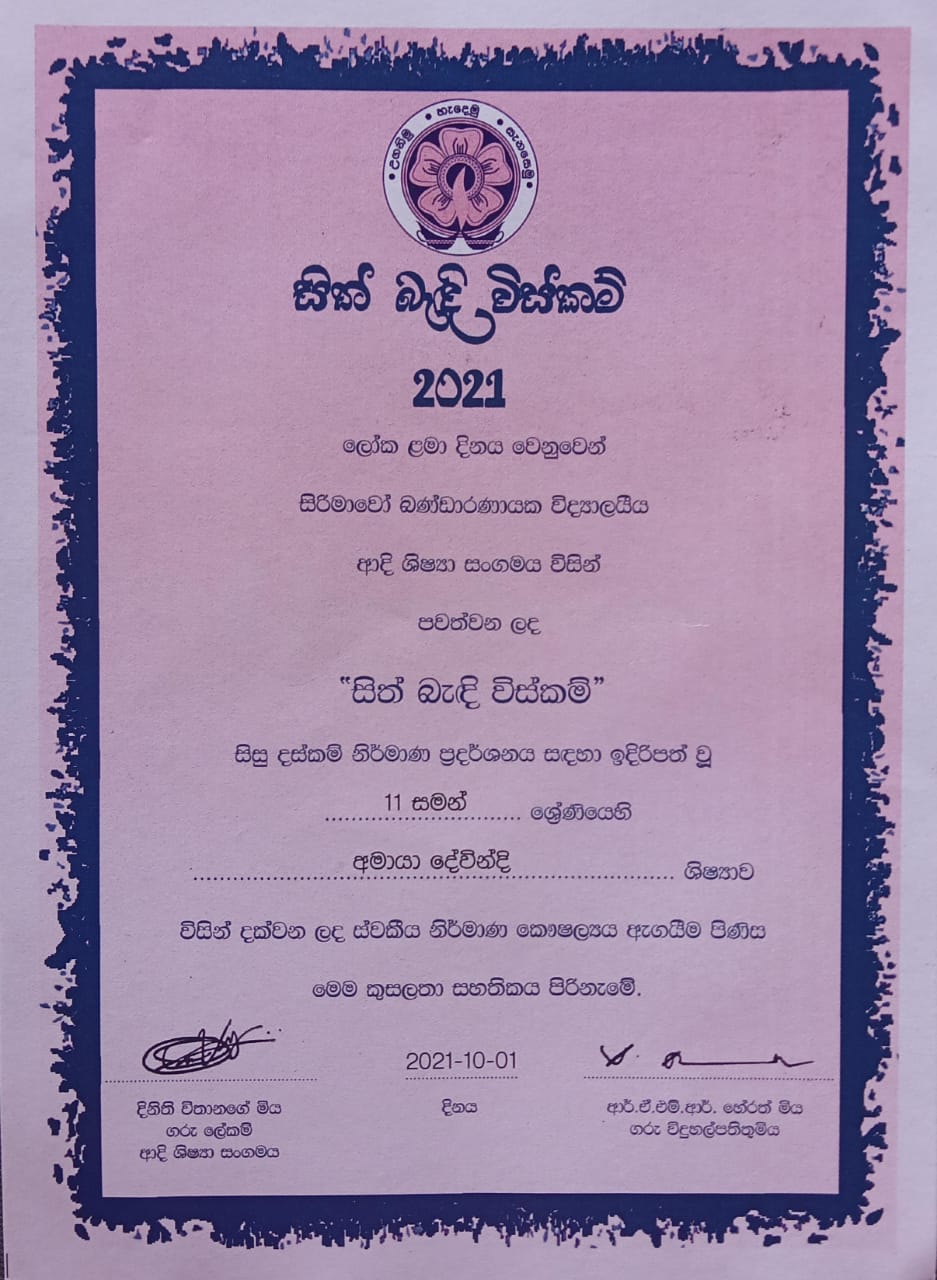 • උගනිමු • හැදෙමු • සැනසෙමු •
සිත් බැඳි විස්කම්
2021
ලෝක ළමා දිනය වෙනුවෙන්
සිරිමාවෝ බණ්ඩාරණායක විද්‍යාලයීය
ආදි ශිෂ්‍යා සංගමය විසින්
පවත්වන ලද
“සිත් බැඳි විස්කම්”
සිසු දස්කම් නිර්මාණ ප්‍රදර්ශනය සඳහා ඉදිරිපත් වූ
11 සමන් ශ්‍රේණියෙහි
අමායා දේවින්දි ශිෂ්‍යාව
විසින් දක්වන ලද ස්වකීය නිර්මාණ කෞෂල්‍යය ඇගයීම පිණිස
මෙම කුසලතා සහතිකය පිරිනැමේ.
2021-10-01
දිනිති විතානගේ මිය
ගරු ලේකම්
ආදි ශිෂ්‍යා සංගමය
දිනය
ආර්.ඒ.එම්.ආර්. හේරත් මිය
ගරු විදුහල්පතිතුමිය